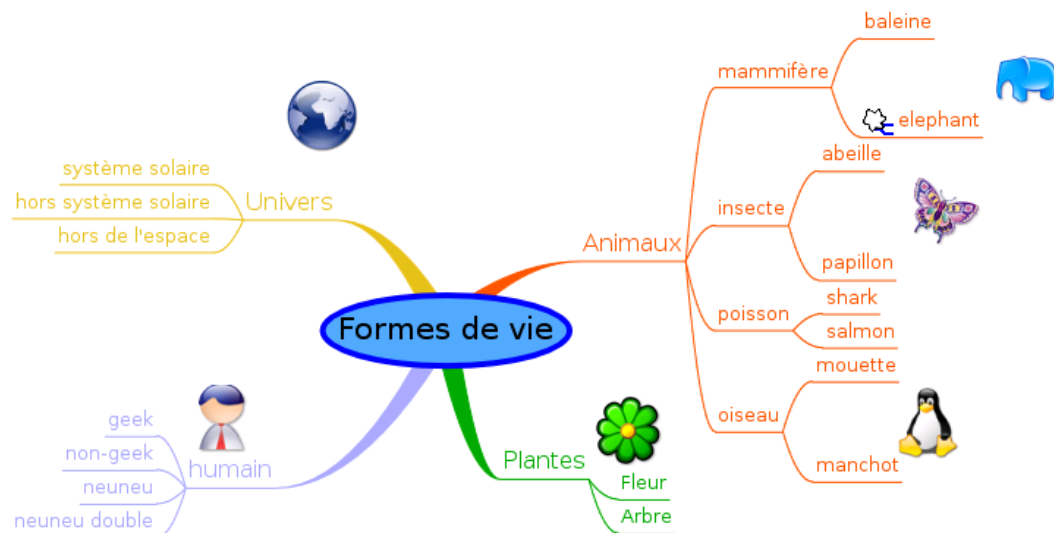 Formes de vie
Univers
système solaire
hors système solaire
hors de l'espace
humain
geek
non-geek
neuneu
neuneu double
Animaux
mammifère
baleine
elephant
insecte
abeille
papillon
poisson
shark
salmon
oiseau
mouette
manchot
Plantes
Fleur
Arbre